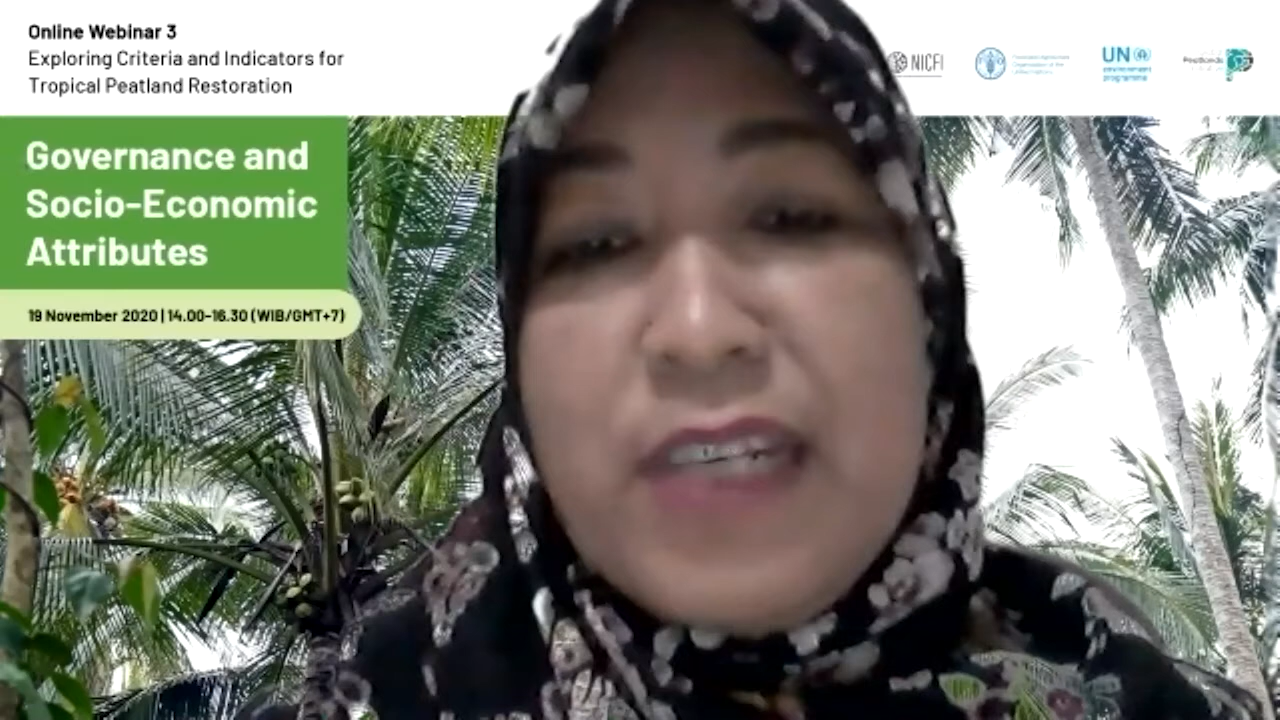 Online Webinar 3
Exploring Criteria and Indicators for
Tropical Peatland Restoration
NICFI
UN
environment
programme
Governance and
Socio-Economic
Attributes
19 November 2020 | 14.00-16.30 (WIB/GMT+7)